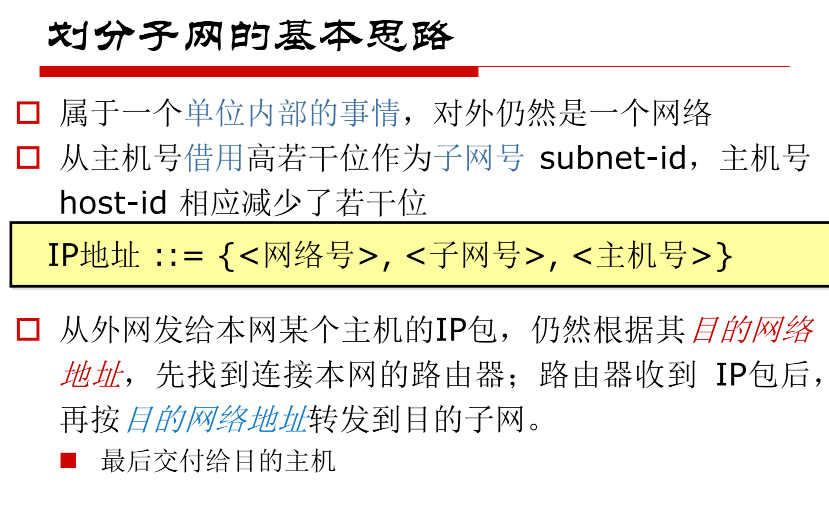 划分子网的基本思路
属于一个单位内部的事情，对外仍然是一个网络
从主机号借用高若干位作为子网号 subnet-id，主机号
host-id 相应减少了若干位
IP地址 ::= {<网络号>, <子网号>, <主机号>}
从外网发给本网某个主机的IP包，仍然根据其目的网络
地址，先找到连接本网的路由器；路由器收到 IP包后，
再按目的网络地址转发到目的子网。
最后交付给目的主机